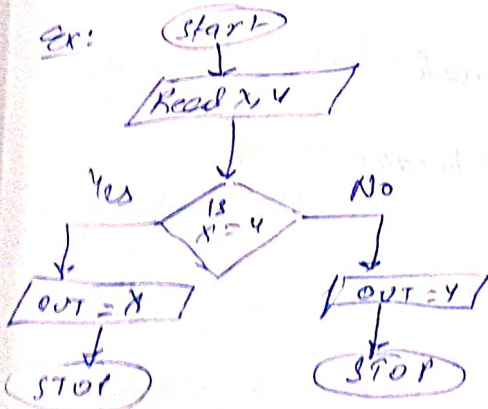 Ex:
Start
Read X, Y
Yes
No
Is
X = Y
OUT = X
OUT = Y
STOP
STOP